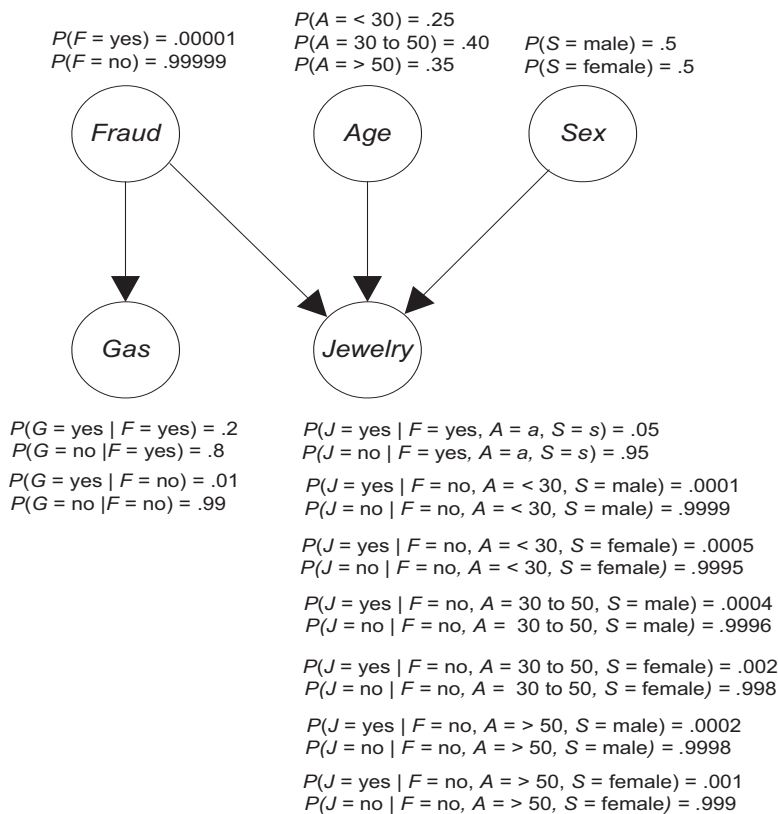 P(F = yes) = .00001
P(F = no) = .99999
P(A = < 30) = .25
P(A = 30 to 50) = .40
P(A = > 50) = .35
P(S = male) = .5
P(S = female) = .5
Fraud
Age
Sex
Gas
Jewelry
P(G = yes | F = yes) = .2
P(G = no |F = yes) = .8
P(G = yes | F = no) = .01
P(G = no |F = no) = .99
P(J = yes | F = yes, A = a, S = s) = .05
P(J = no | F = yes, A = a, S = s) = .95
P(J = yes | F = no, A = < 30, S = male) = .0001
P(J = no | F = no, A = < 30, S = male) = .9999
P(J = yes | F = no, A = < 30, S = female) = .0005
P(J = no | F = no, A = < 30, S = female) = .9995
P(J = yes | F = no, A = 30 to 50, S = male) = .0004
P(J = no | F = no, A = 30 to 50, S = male) = .9996
P(J = yes | F = no, A = 30 to 50, S = female) = .002
P(J = no | F = no, A = 30 to 50, S = female) = .998
P(J = yes | F = no, A = > 50, S = male) = .0002
P(J = no | F = no, A = > 50, S = male) = .9998
P(J = yes | F = no, A = > 50, S = female) = .001
P(J = no | F = no, A = > 50, S = female) = .999